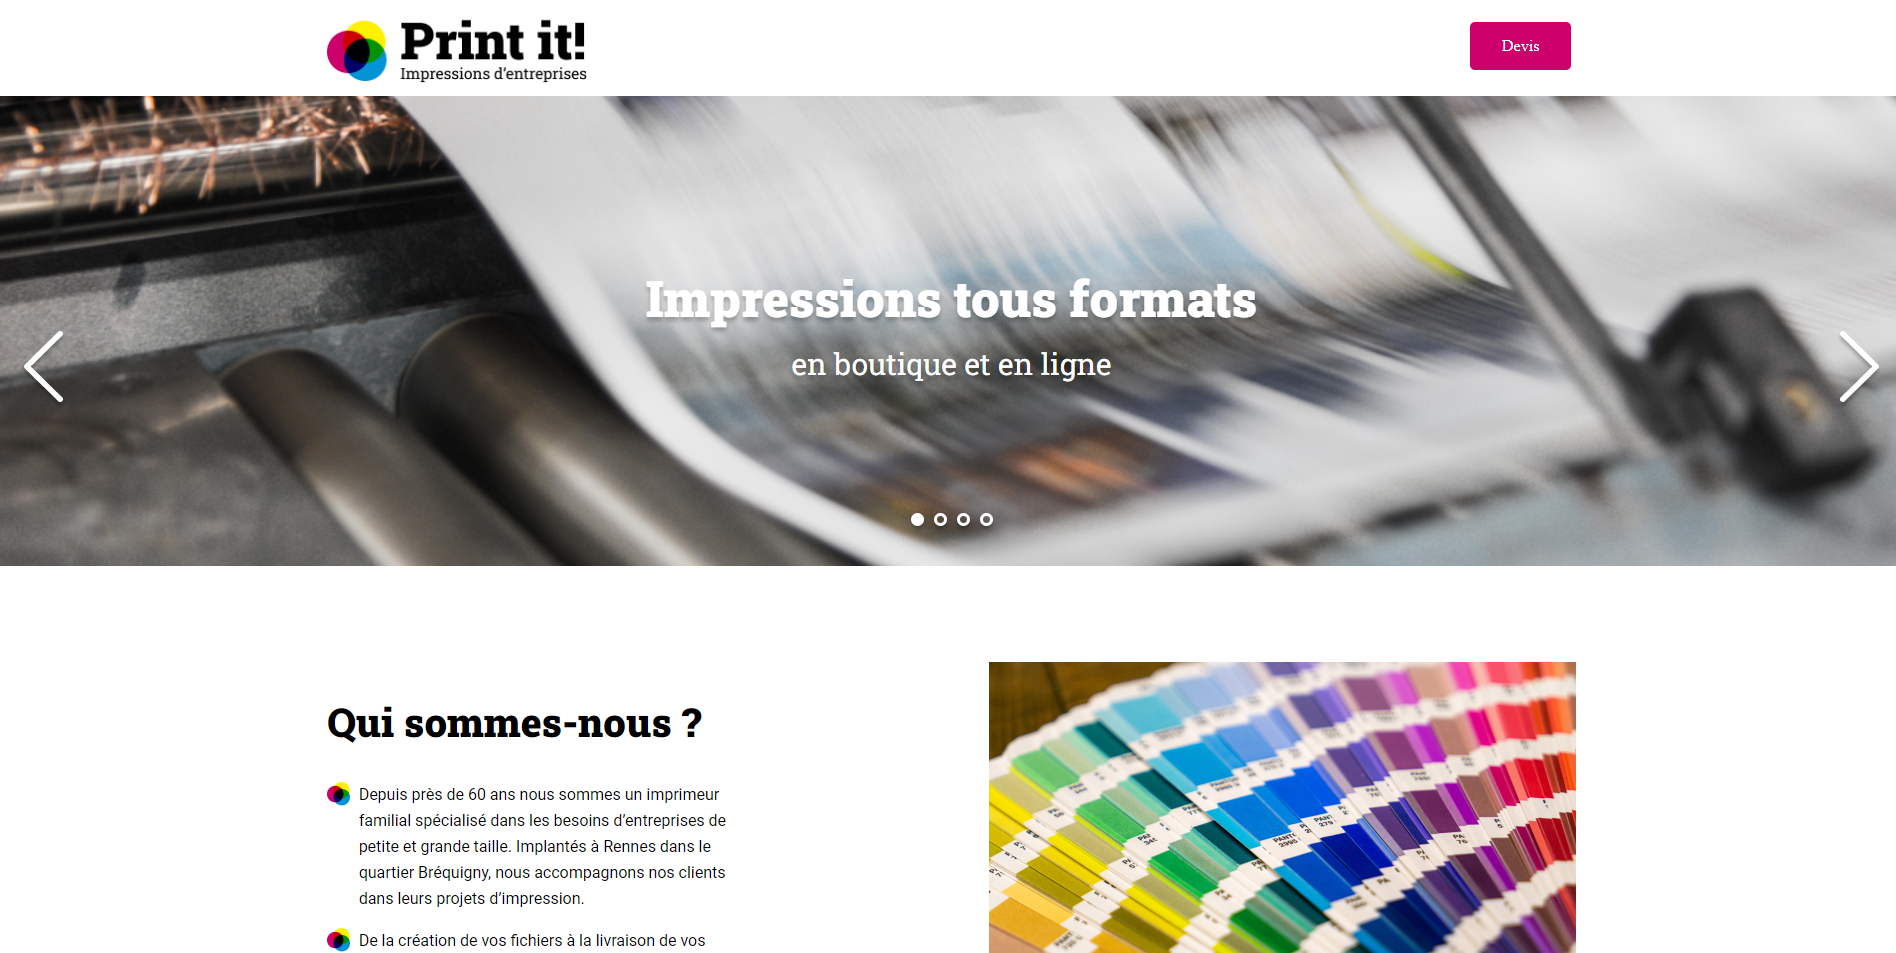 Print it!
Impressions d'entreprises
Devis
Impressions tous formats
en boutique et en ligne
Qui sommes-nous ?
Depuis près de 60 ans nous sommes un imprimeur
familial spécialisé dans les besoins d’entreprises de
petite et grande taille. Implantés à Rennes dans le
quartier Bréquigny, nous accompagnons nos clients
dans leurs projets d’impression.
De la création de vos fichiers à la livraison de vos